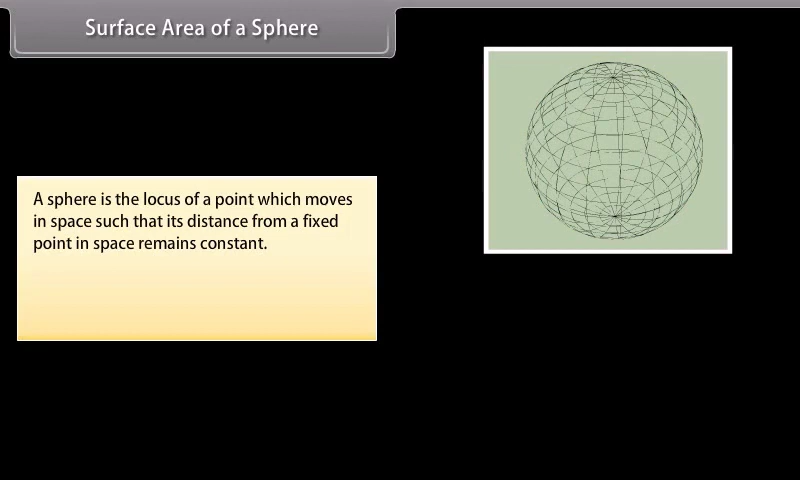 Surface Area of a Sphere
A sphere is the locus of a point which moves
in space such that its distance from a fixed
point in space remains constant.